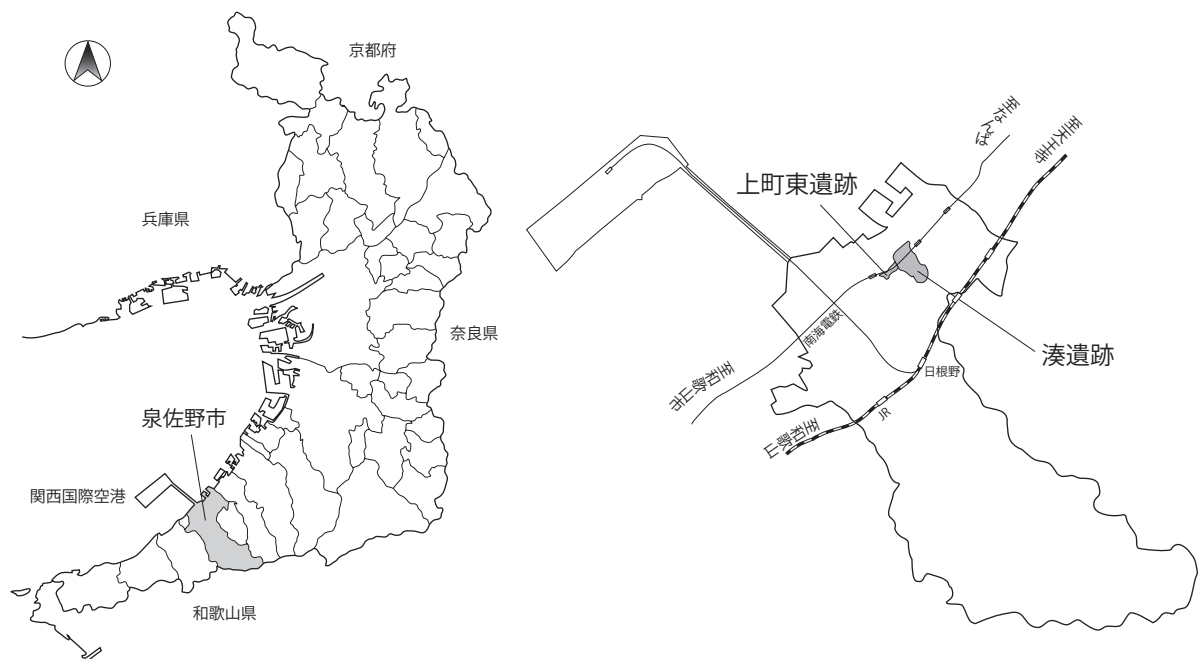 京都府
兵庫県
奈良県
泉佐野市
関西国際空港
和歌山県
至なんば
至天王寺
上町東遺跡
南海電鉄
湊遺跡
日根野
至和歌山市
JR
至和歌山